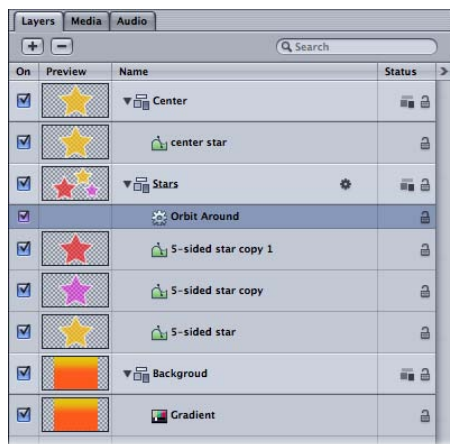 Layers Media Audio
Search
On Preview Name Status
Center
center star
Stars
Orbit Around
5-sided star copy 1
5-sided star copy
5-sided star
Backgroud
Gradient